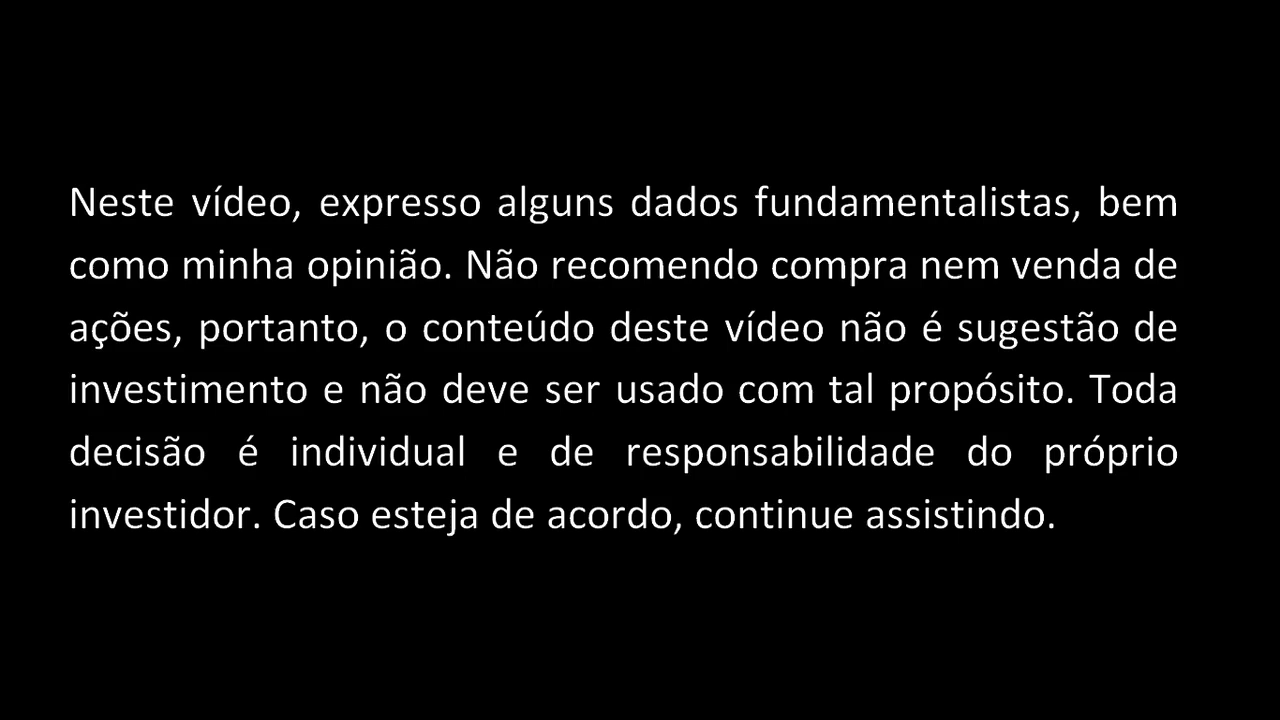 Neste vídeo, expresso alguns dados fundamentalistas, bem
como minha opinião. Não recomendo compra nem venda de
ações, portanto, o conteúdo deste vídeo não é sugestão de
investimento e não deve ser usado com tal propósito. Toda
decisão é individual e de responsabilidade do próprio
investidor. Caso esteja de acordo, continue assistindo.